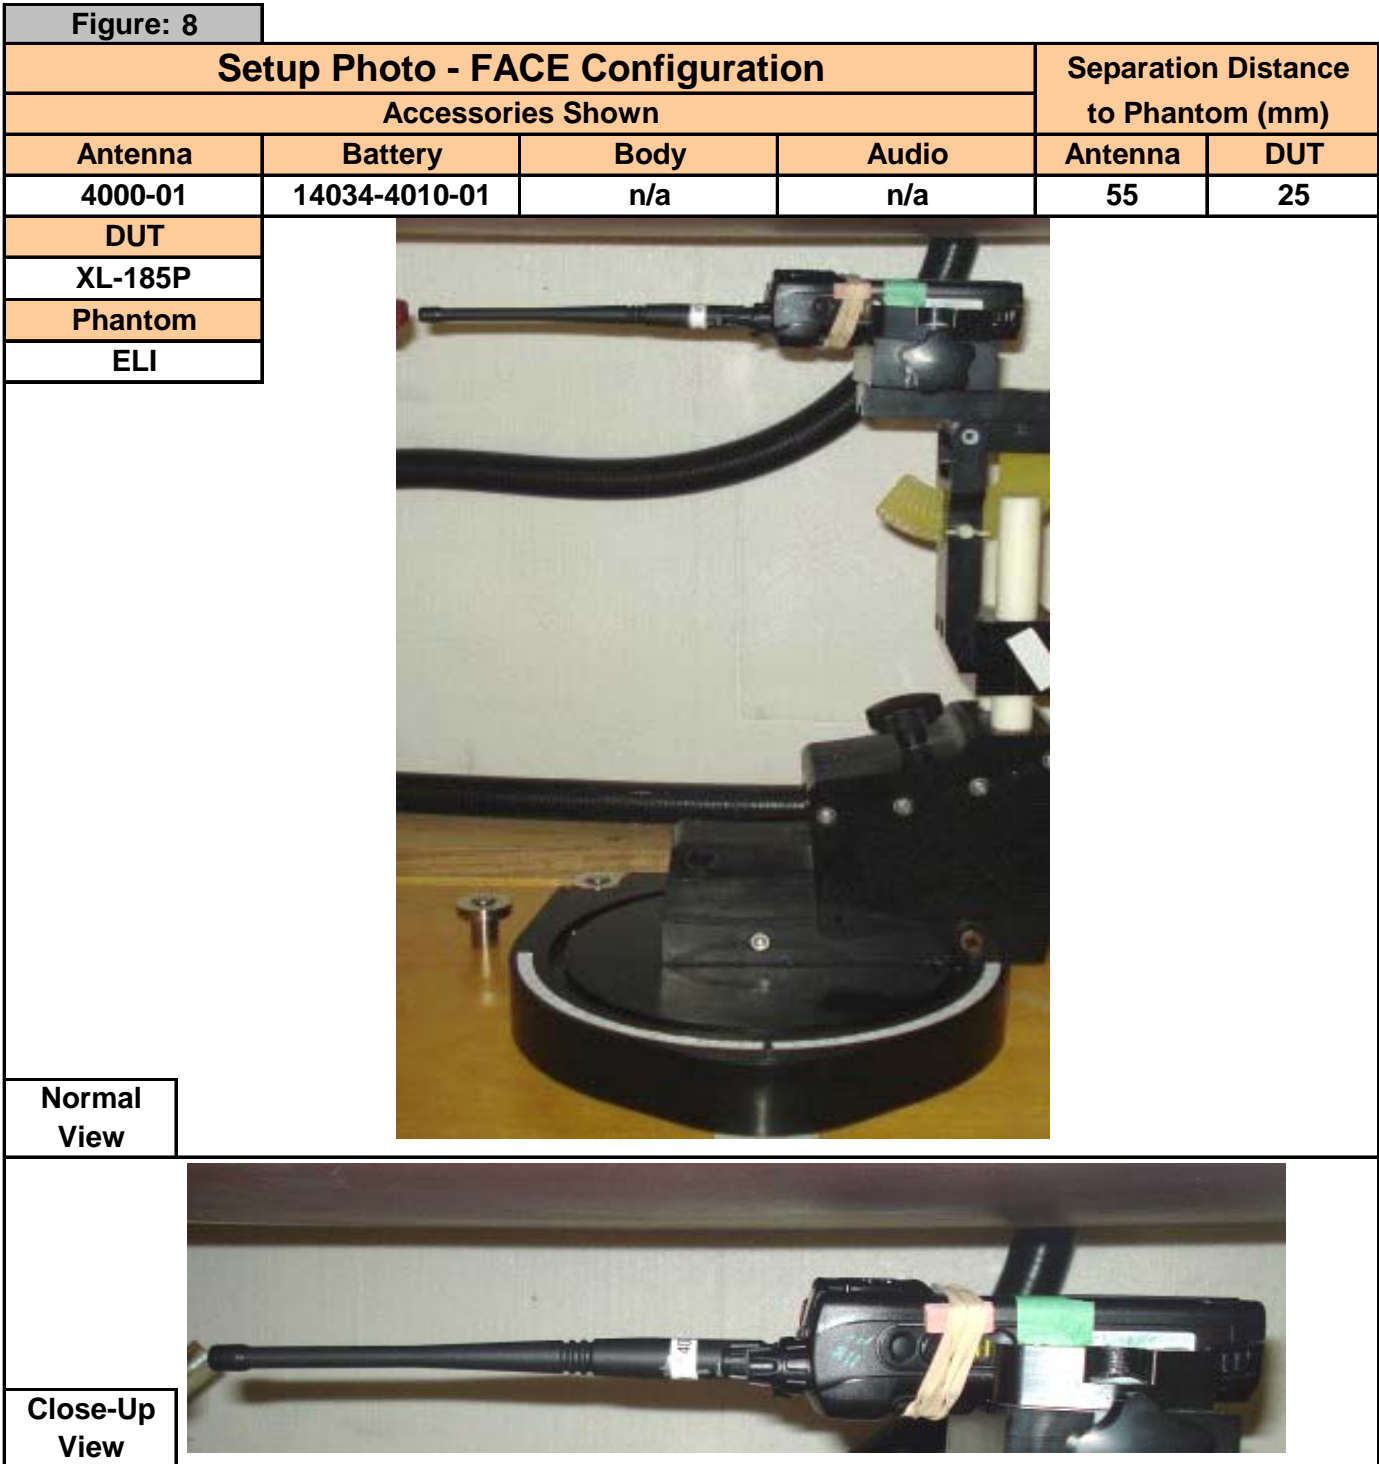 Figure: 8
Setup Photo - FACE Configuration
Separation Distance
to Phantom (mm)
Accessories Shown
Antenna Battery Body Audio Antenna DUT
4000-01 14034-4010-01 n/a n/a 55 25
DUT
XL-185P
Phantom
ELI
Normal
View
Close-Up
View